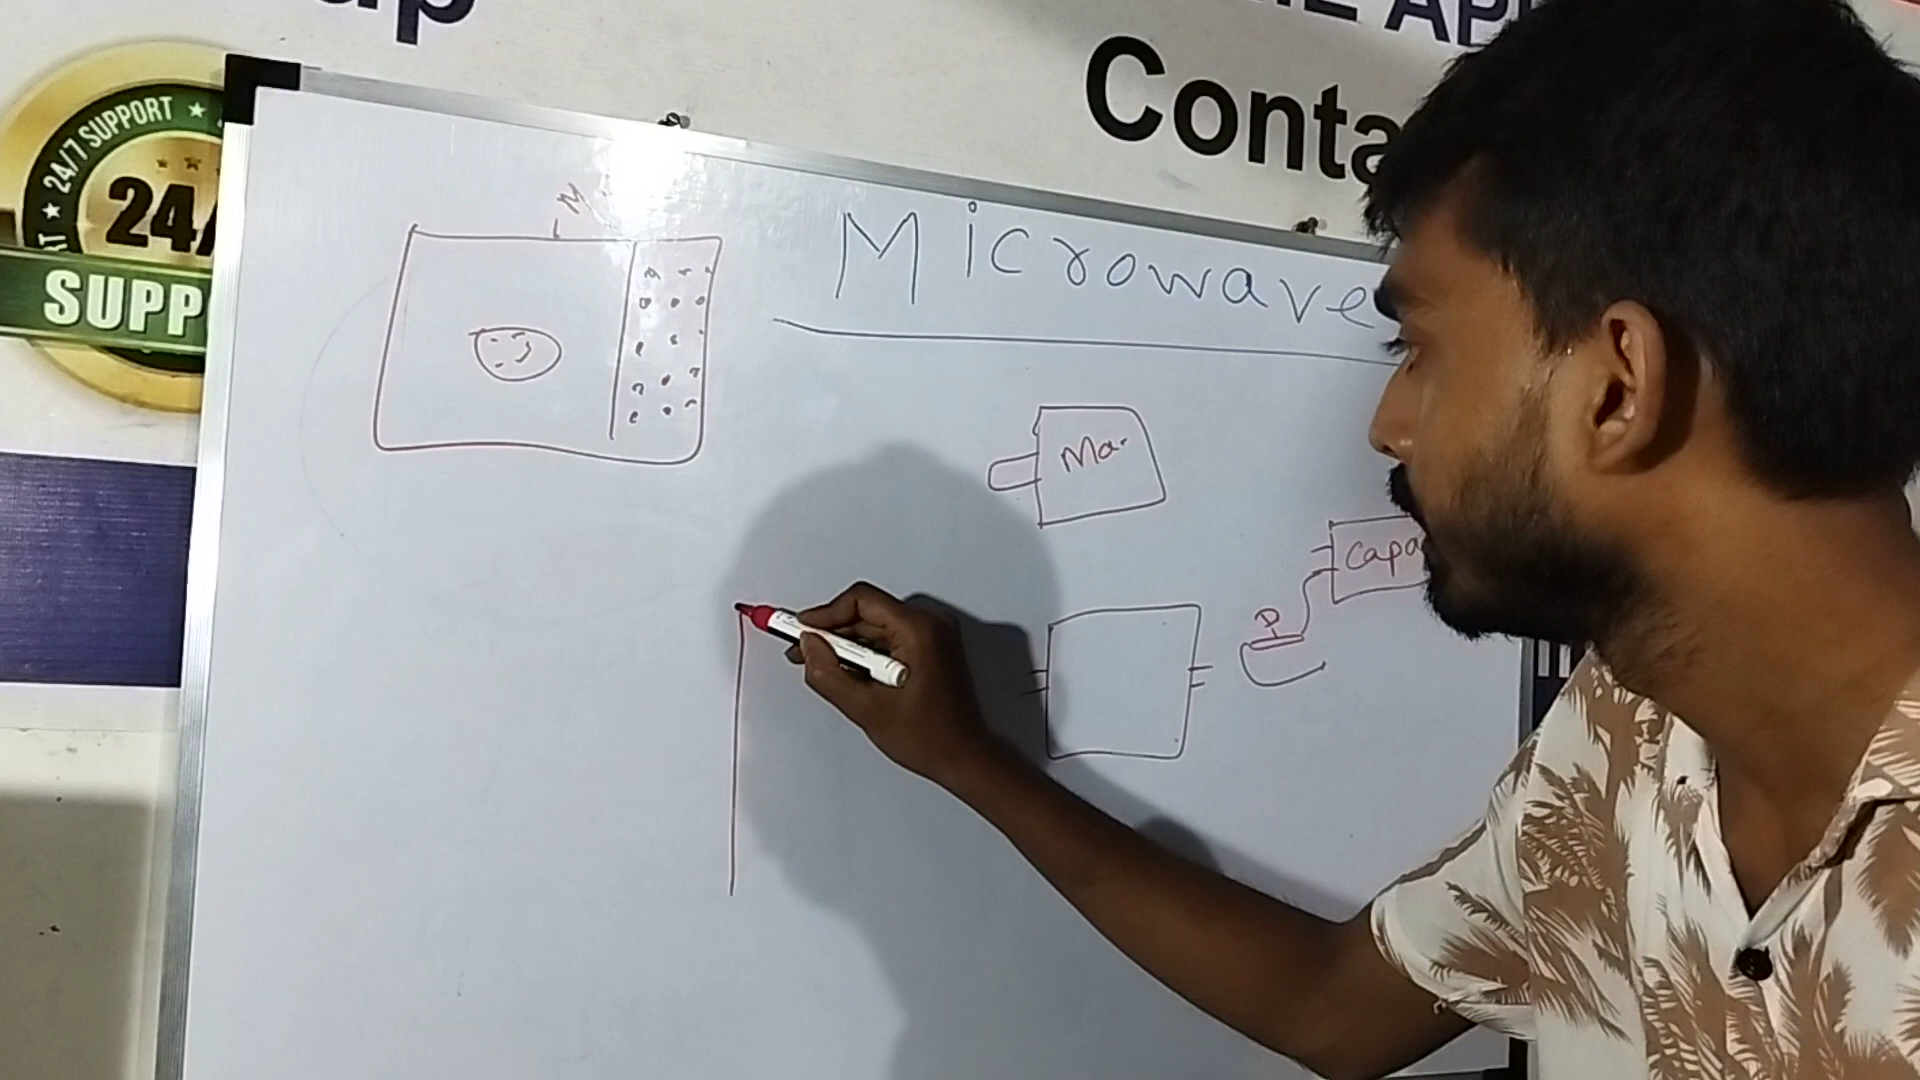 Conta
24/7 SUPPORT
24/
SUPP
M
Microwave
Ma-
Capa
D